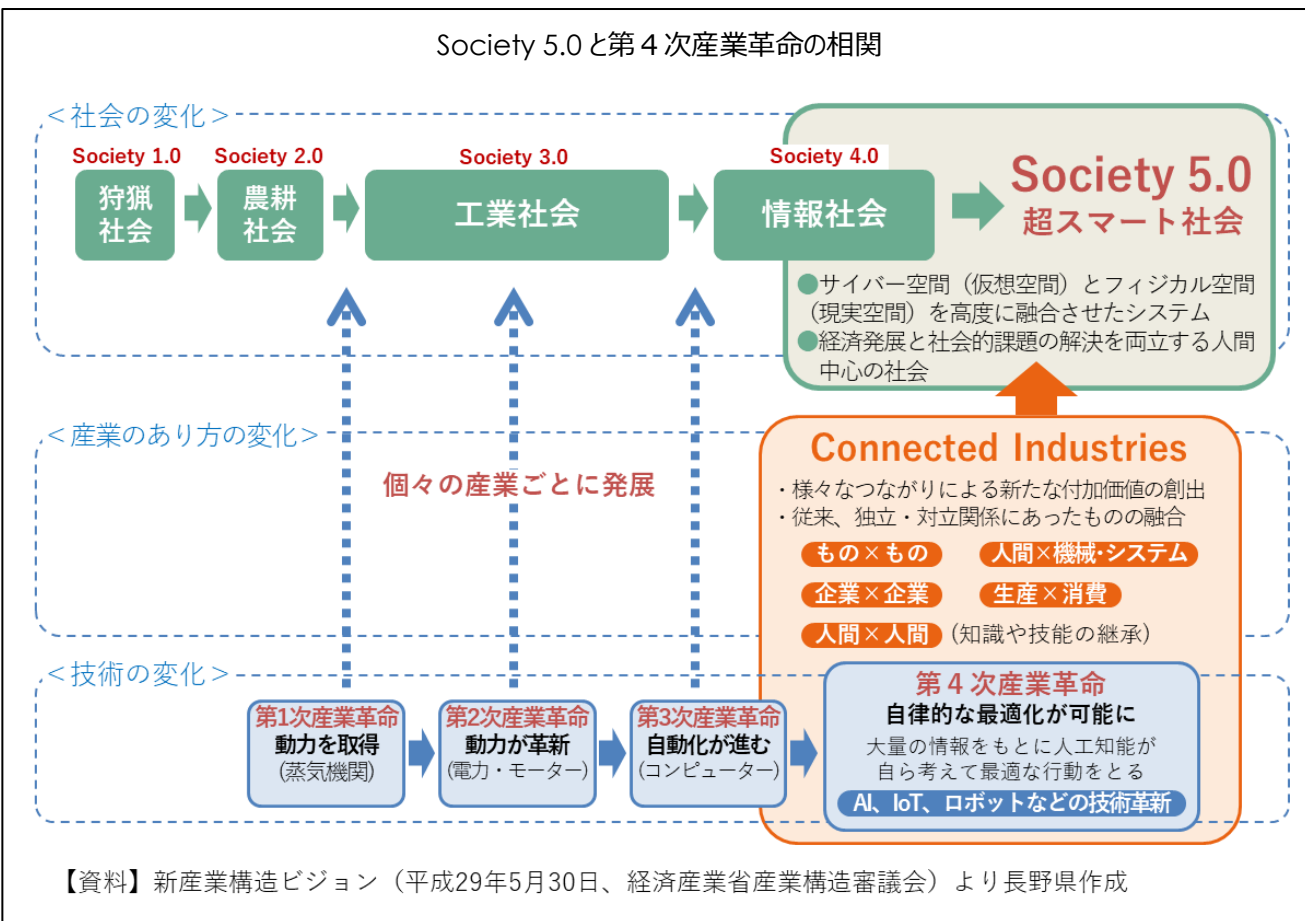 Society 5.0と第４次産業革命の相関
＜社会の変化＞
Society 1.0
狩猟
社会
Society 2.0
農耕
社会
Society 3.0
工業社会
Society 4.0
情報社会
Society 5.0
超スマート社会
●サイバー空間（仮想空間）とフィジカル空間
（現実空間）を高度に融合させたシステム
●経済発展と社会的課題の解決を両立する人間
中心の社会
＜産業のあり方の変化＞
個々の産業ごとに発展
Connected Industries
・様々なつながりによる新たな付加価値の創出
・従来、独立・対立関係にあったものの融合
もの×もの
人間×機械･システム
企業×企業
生産×消費
人間×人間 (知識や技能の継承)
＜技術の変化＞
第1次産業革命
動力を取得
(蒸気機関)
第2次産業革命
動力が革新
(電力・モーター)
第3次産業革命
自動化が進む
(コンピューター)
第４次産業革命
自律的な最適化が可能に
大量の情報をもとに人工知能が
自ら考えて最適な行動をとる
AI、IoT、ロボットなどの技術革新
【資料】新産業構造ビジョン（平成29年5月30日、経済産業省産業構造審議会）より長野県作成